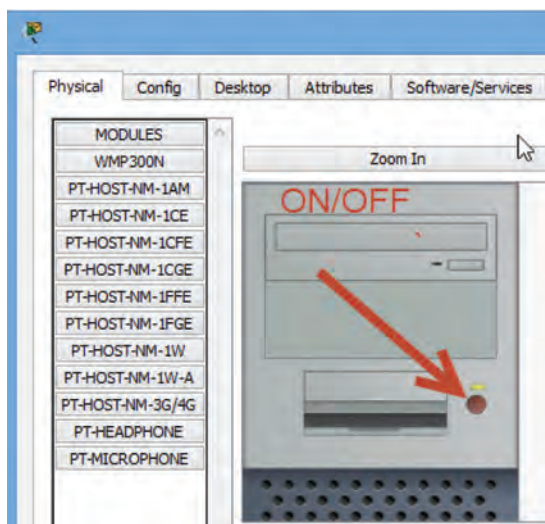 Physical Config Desktop Attributes Software/Services
MODULES
WMP300N
PT-HOST-NM-1AM
PT-HOST-NM-1CE
PT-HOST-NM-1CFE
PT-HOST-NM-1CGE
PT-HOST-NM-1FFE
PT-HOST-NM-1FGE
PT-HOST-NM-1W
PT-HOST-NM-1W-A
PT-HOST-NM-3G/4G
PT-HEADPHONE
PT-MICROPHONE
Zoom In
ON/OFF